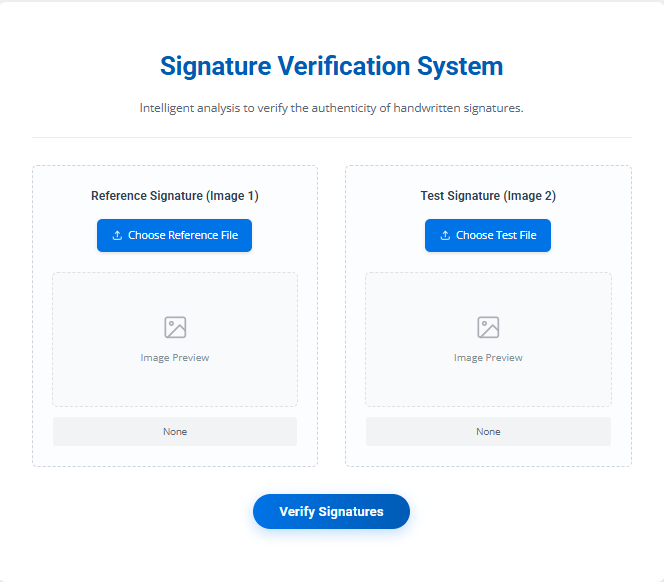 Signature Verification System
Intelligent analysis to verify the authenticity of handwritten signatures.
Reference Signature (Image 1)
Choose Reference File
Image Preview
None
Test Signature (Image 2)
Choose Test File
Image Preview
None
Verify Signatures